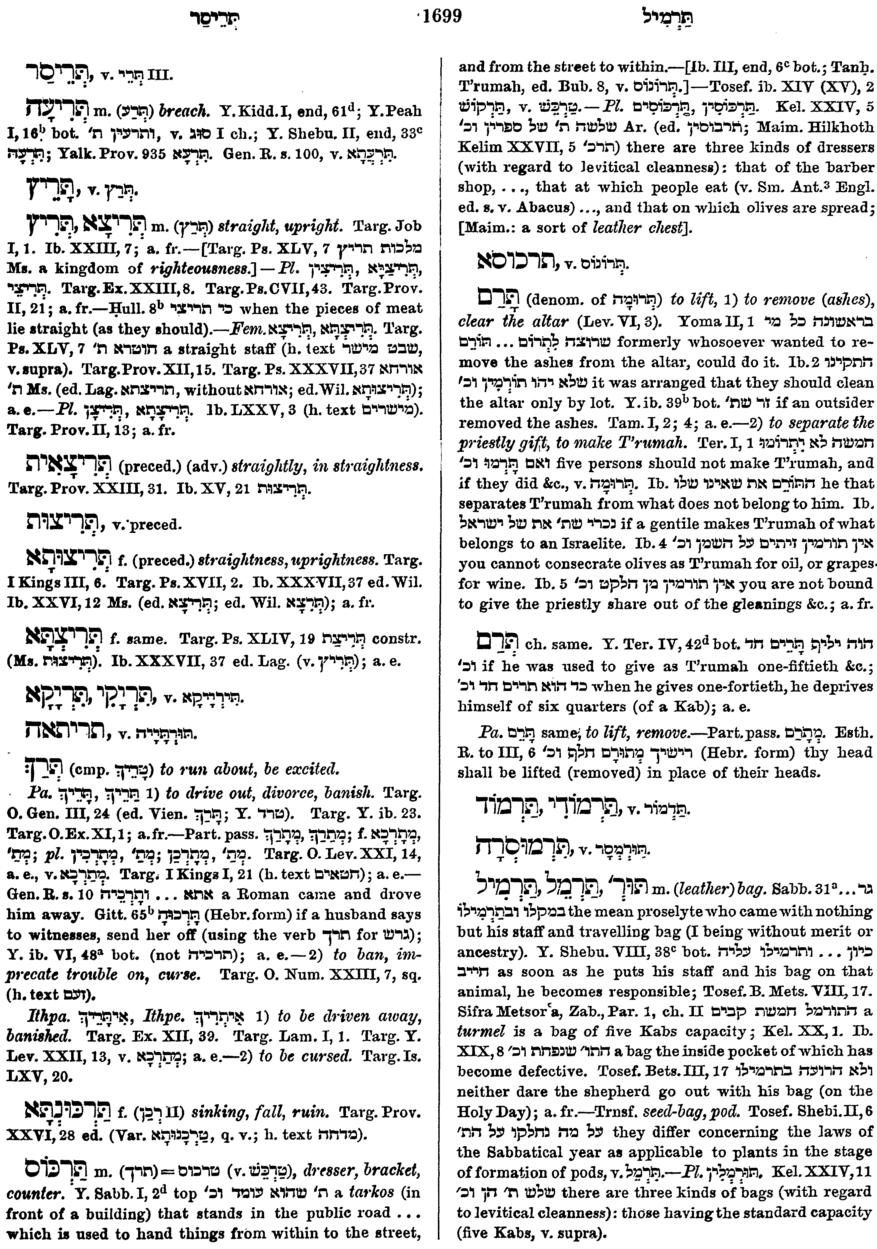 תְּרֵיסַר 1699 תַּרְמִיל
תְּרֵיסַר, v. תְּרֵי III.
תְּרִיעָה m. (תְּרַע) breach. Y.Kidd.I, end, 61ᵈ; Y.Peah
I, 16ᵇ bot. ותרעין ת', v. סוּג I ch.; Y. Shebu. II, end, 33ᶜ
תְּרָעָה; Yalk. Prov. 935 תַּרְעָא. Gen. R. s. 100, v. תַּרְעֲתָא.
תָּרֵיץ, v. תְּרַץ.
תָּרִיץ, תְּרִיצָא m. (תְּרַץ) straight, upright. Targ. Job
I, 1. Ib. XXIII, 7; a. fr.—[Targ. Ps. XLV, 7 מלכות תריץ
Ms. a kingdom of righteousness.]—Pl. תְּרִיצִין, תְּרִיצַיָּא,
תְּרִיצֵי. Targ. Ex. XXIII, 8. Targ. Ps. CVII, 43. Targ. Prov.
II, 21; a. fr.—Ḥull. 8ᵇ כי תריצי when the pieces of meat
lie straight (as they should).—Fem. תְּרִיצָא, תְּרִיצְתָּא. Targ.
Ps. XLV, 7 חוטרא ת' a straight staff (h. text שבט מישר,
v. supra). Targ. Prov. XII, 15. Targ. Ps. XXXVII, 37 אורחא
ת' Ms. (ed. Lag. תריצתא, without אורחא; ed. Wil. תְּרִיצוּתָא);
a. e.—Pl. תְּרִיצָן, תְּרִיצָתָא. Ib. LXXV, 3 (h. text מישרים).
Targ. Prov. II, 13; a. fr.
תְּרִיצָאִית (preced.) (adv.) straightly, in straightness.
Targ. Prov. XXIII, 31. Ib. XV, 21 תְּרִיצוּת.
תְּרִיצוּת, v. preced.
תְּרִיצוּתָא f. (preced.) straightness, uprightness. Targ.
I Kings III, 6. Targ. Ps. XVII, 2. Ib. XXXVII, 37 ed. Wil.
Ib. XXVI, 12 Ms. (ed. תְּרִיצָא; ed. Wil. תְּרָצָא); a. fr.
תְּרִיצְתָּא f. same. Targ. Ps. XLIV, 19 תְּרִיצַת constr.
(Ms. תְּרִיצוּת). Ib. XXXVII, 37 ed. Lag. (v. תָּרִיץ); a. e.
תְּרִיקִי, תְּרִיקָא, v. תִּירְיָיקָא.
תריתאה, v. תּוּרְתָּיָיה.
תְּרַךְ (cmp. טָרִיךְ) to run about, be excited.
Pa. תָּרֵיךְ, תָּרֵךְ 1) to drive out, divorce, banish. Targ.
O. Gen. III, 24 (ed. Vien. תְּרַךְ; Y. טרד). Targ. Y. ib. 23.
Targ. O. Ex. XI, 1; a. fr.—Part. pass. מְתָרַךְ, מְתָרַךְ; f. מְתָרְכָא,
מְתָ'; pl. מְתָרְכִין, מְתָ'; מְתָרְכָן, מְתָ'. Targ. O. Lev. XXI, 14,
a. e., v. מְתָרְכָא. Targ. I Kings I, 21 (h. text חטאים); a. e.—
Gen. R. s. 10 אתא ... ותרכיה a Roman came and drove
him away. Gitt. 65ᵇ תרכוה (Hebr. form) if a husband says
to witnesses, send her off (using the verb תרך for גרש);
Y. ib. VI, 48ᵃ bot. (not תרכיה); a. e.—2) to ban, im-
precate trouble on, curse. Targ. O. Num. XXIII, 7, sq.
(h. text זעם).
Ithpa. אִיתָּרֵיךְ, Ithpe. אִיתְרִיךְ 1) to be driven away,
banished. Targ. Ex. XII, 39. Targ. Lam. I, 1. Targ. Y.
Lev. XXII, 13, v. מְתָרְכָא; a. e.—2) to be cursed. Targ. Is.
LXV, 20.
תַּרְכּוּנְתָּא f. (רְכַן II) sinking, fall, ruin. Targ. Prov.
XXVI, 28 ed. (Var. טַרְכָנוּתָא, q. v.; h. text מדחה).
תַּרְכּוֹס m. (תרך) = טרכוס (v. טַרְכֵּשׁ), dresser, bracket,
counter. Y. Sabb. I, 2ᵈ top ת' שהוא עומד וכ' a tarkos (in
front of a building) that stands in the public road ...
which is used to hand things from within to the street,
and from the street to within.—[Ib. III, end, 6ᶜ bot.; Tanḥ.
T'rumah, ed. Bub. 8, v. תְּרוֹנוֹס.]—Tosef. ib. XIV (XV), 2
תַּרְקוֹשׁ, v. טַרְכֵּשׁ.—Pl. תַּרְכּוֹסִין, תַּרְכּוֹסִים. Kel. XXIV, 5
שלשה ת' של ספרין וכ' Ar. (ed. תרבוסין; Maim. Hilkhoth
Kelim XXVII, 5 תרכ') there are three kinds of dressers
(with regard to levitical cleanness): that of the barber
shop, ..., that at which people eat (v. Sm. Ant.³ Engl.
ed. s. v. Abacus) ..., and that on which olives are spread;
[Maim.: a sort of leather chest].
תרכוסא, v. תְּרוֹנוֹס.
תָּרַם (denom. of תְּרוּמָה) to lift, 1) to remove (ashes),
clear the altar (Lev. VI, 3). Yoma II, 1 בראשונה כל מי
שרוצה לתרום ... תּוֹרֵם formerly whosoever wanted to re-
move the ashes from the altar, could do it. Ib. 2 התקינו
שלא יהו תּוֹרְמִין וכ' it was arranged that they should clean
the altar only by lot. Y. ib. 39ᵇ bot. זר שת' if an outsider
removed the ashes. Tam. I, 2; 4; a. e.—2) to separate the
priestly gift, to make T'rumah. Ter. I, 1 חמשה לא יִתְרוֹמוּ
ואם תָּרְמוּ וכ' five persons should not make T'rumah, and
if they did &c., v. תְּרוּמָה. Ib. התּוֹרֵם את שאינו שלו he that
separates T'rumah from what does not belong to him. Ib.
נכרי שת' את של ישראל if a gentile makes T'rumah of what
belongs to an Israelite. Ib. 4 אין תורמין זיתים על השמן וכ'
you cannot consecrate olives as T'rumah for oil, or grapes
for wine. Ib. 5 אין תורמין מן הלקט וכ' you are not bound
to give the priestly share out of the gleanings &c.; a. fr.
תְּרַם ch. same. Y. Ter. IV, 42ᵈ bot. הוה יליף תָּרֵים חד
וכ' if he was used to give as T'rumah one-fiftieth &c.;
כד הוא תרים חד וכ' when he gives one-fortieth, he deprives
himself of six quarters (of a Kab); a. e.
Pa. תָּרֵם same; to lift, remove.—Part. pass. מְתָרַם. Esth.
R. to III, 6 רישיך מְתוּרָם חלף וכ' (Hebr. form) thy head
shall be lifted (removed) in place of their heads.
תַּרְמוֹד, תַּרְמוֹדִי, v. תַּדְמוֹר.
תַּרְמוּסָרָה, v. תּוּרְמָסָר.
תַּרְמִיל, תַּרְמֵל, תּוּרְ' m. (leather) bag. Sabb. 31ᵃ ... גר
במקלו ובתַרְמִילוֹ the mean proselyte who came with nothing
but his staff and travelling bag (I being without merit or
ancestry). Y. Shebu. VIII, 38ᶜ bot. כיון ... ותרמילו עליה
חייב as soon as he puts his staff and his bag on that
animal, he becomes responsible; Tosef. B. Mets. VIII, 17.
Sifra Metsorʿa, Zab., Par. 1, ch. II התורמל חמשת קבים a
turmel is a bag of five Kabs capacity; Kel. XX, 1. Ib.
XIX, 8 התו' שנפחת וכ' a bag the inside pocket of which has
become defective. Tosef. Bets. III, 17 ולא הרועה בתרמילו
neither dare the shepherd go out with his bag (on the
Holy Day); a. fr.—Trnsf. seed-bag, pod. Tosef. Shebi. II, 6
על מה נחלקו על הת' they differ concerning the laws of
the Sabbatical year as applicable to plants in the stage
of formation of pods, v. תִּרְמֵל.—Pl. תּוּרְמְלִין. Kel. XXIV, 11
שלש ת' הן וכ' there are three kinds of bags (with regard
to levitical cleanness): those having the standard capacity
(five Kabs, v. supra).